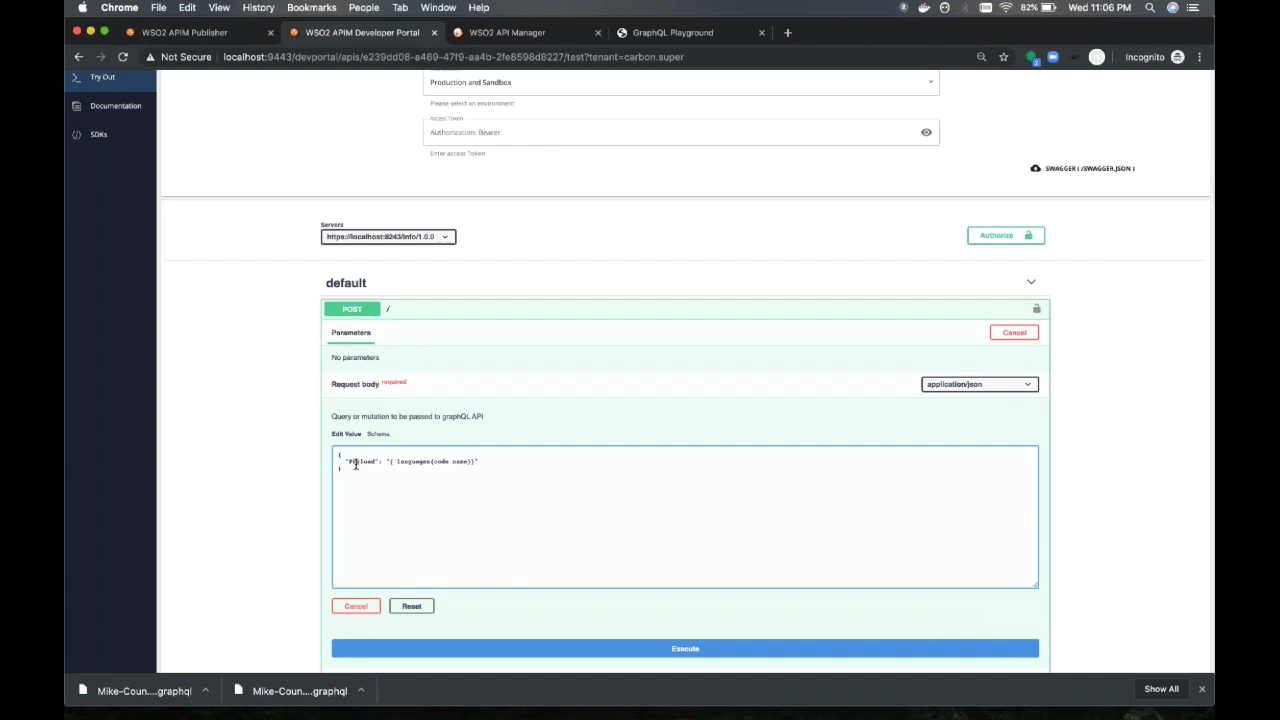 Chrome File Edit View History Bookmarks People Tab Window Help 82% Wed 11:06 PM
WSO2 APIM Publisher × WSO2 APIM Developer Portal × WSO2 API Manager × GraphQL Playground × +
Not Secure localhost:9443/devportal/apis/e239dd08-a469-47f9-aa4b-2fe8598d8227/test?tenant=carbon.super Incognito
Try Out
Production and Sandbox
Please select an environment
Documentation
Access Token
Authorization: Bearer
SDKs
Enter access Token
SWAGGER ( /SWAGGER.JSON )
Servers
https://localhost:8243/info/1.0.0
Authorize
default
POST /
Parameters
Cancel
No parameters
Request body required
application/json
Query or mutation to be passed to graphQL API
Edit Value Schema
{
"Payload": "{ languages{code name}}"
}
Cancel Reset
Execute
Mike-Coun....graphql Mike-Coun....graphql Show All